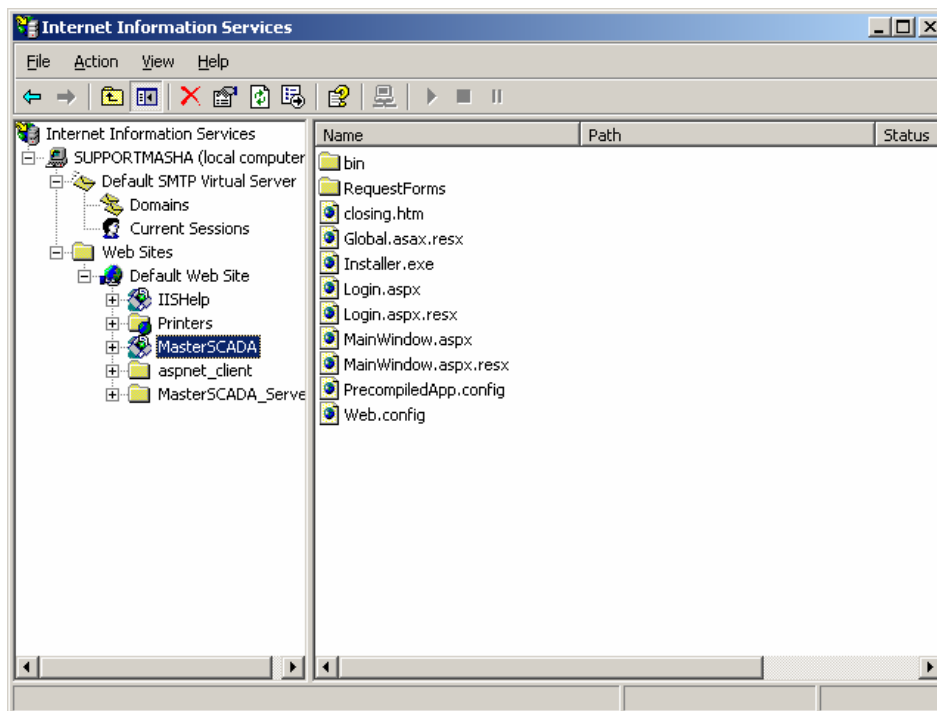 Internet Information Services
File Action View Help
Internet Information Services
SUPPORTMASHA (local computer
Default SMTP Virtual Server
Domains
Current Sessions
Web Sites
Default Web Site
IISHelp
Printers
MasterSCADA
aspnet_client
MasterSCADA_Serve
Name Path Status
bin
RequestForms
closing.htm
Global.asax.resx
Installer.exe
Login.aspx
Login.aspx.resx
MainWindow.aspx
MainWindow.aspx.resx
PrecompiledApp.config
Web.config